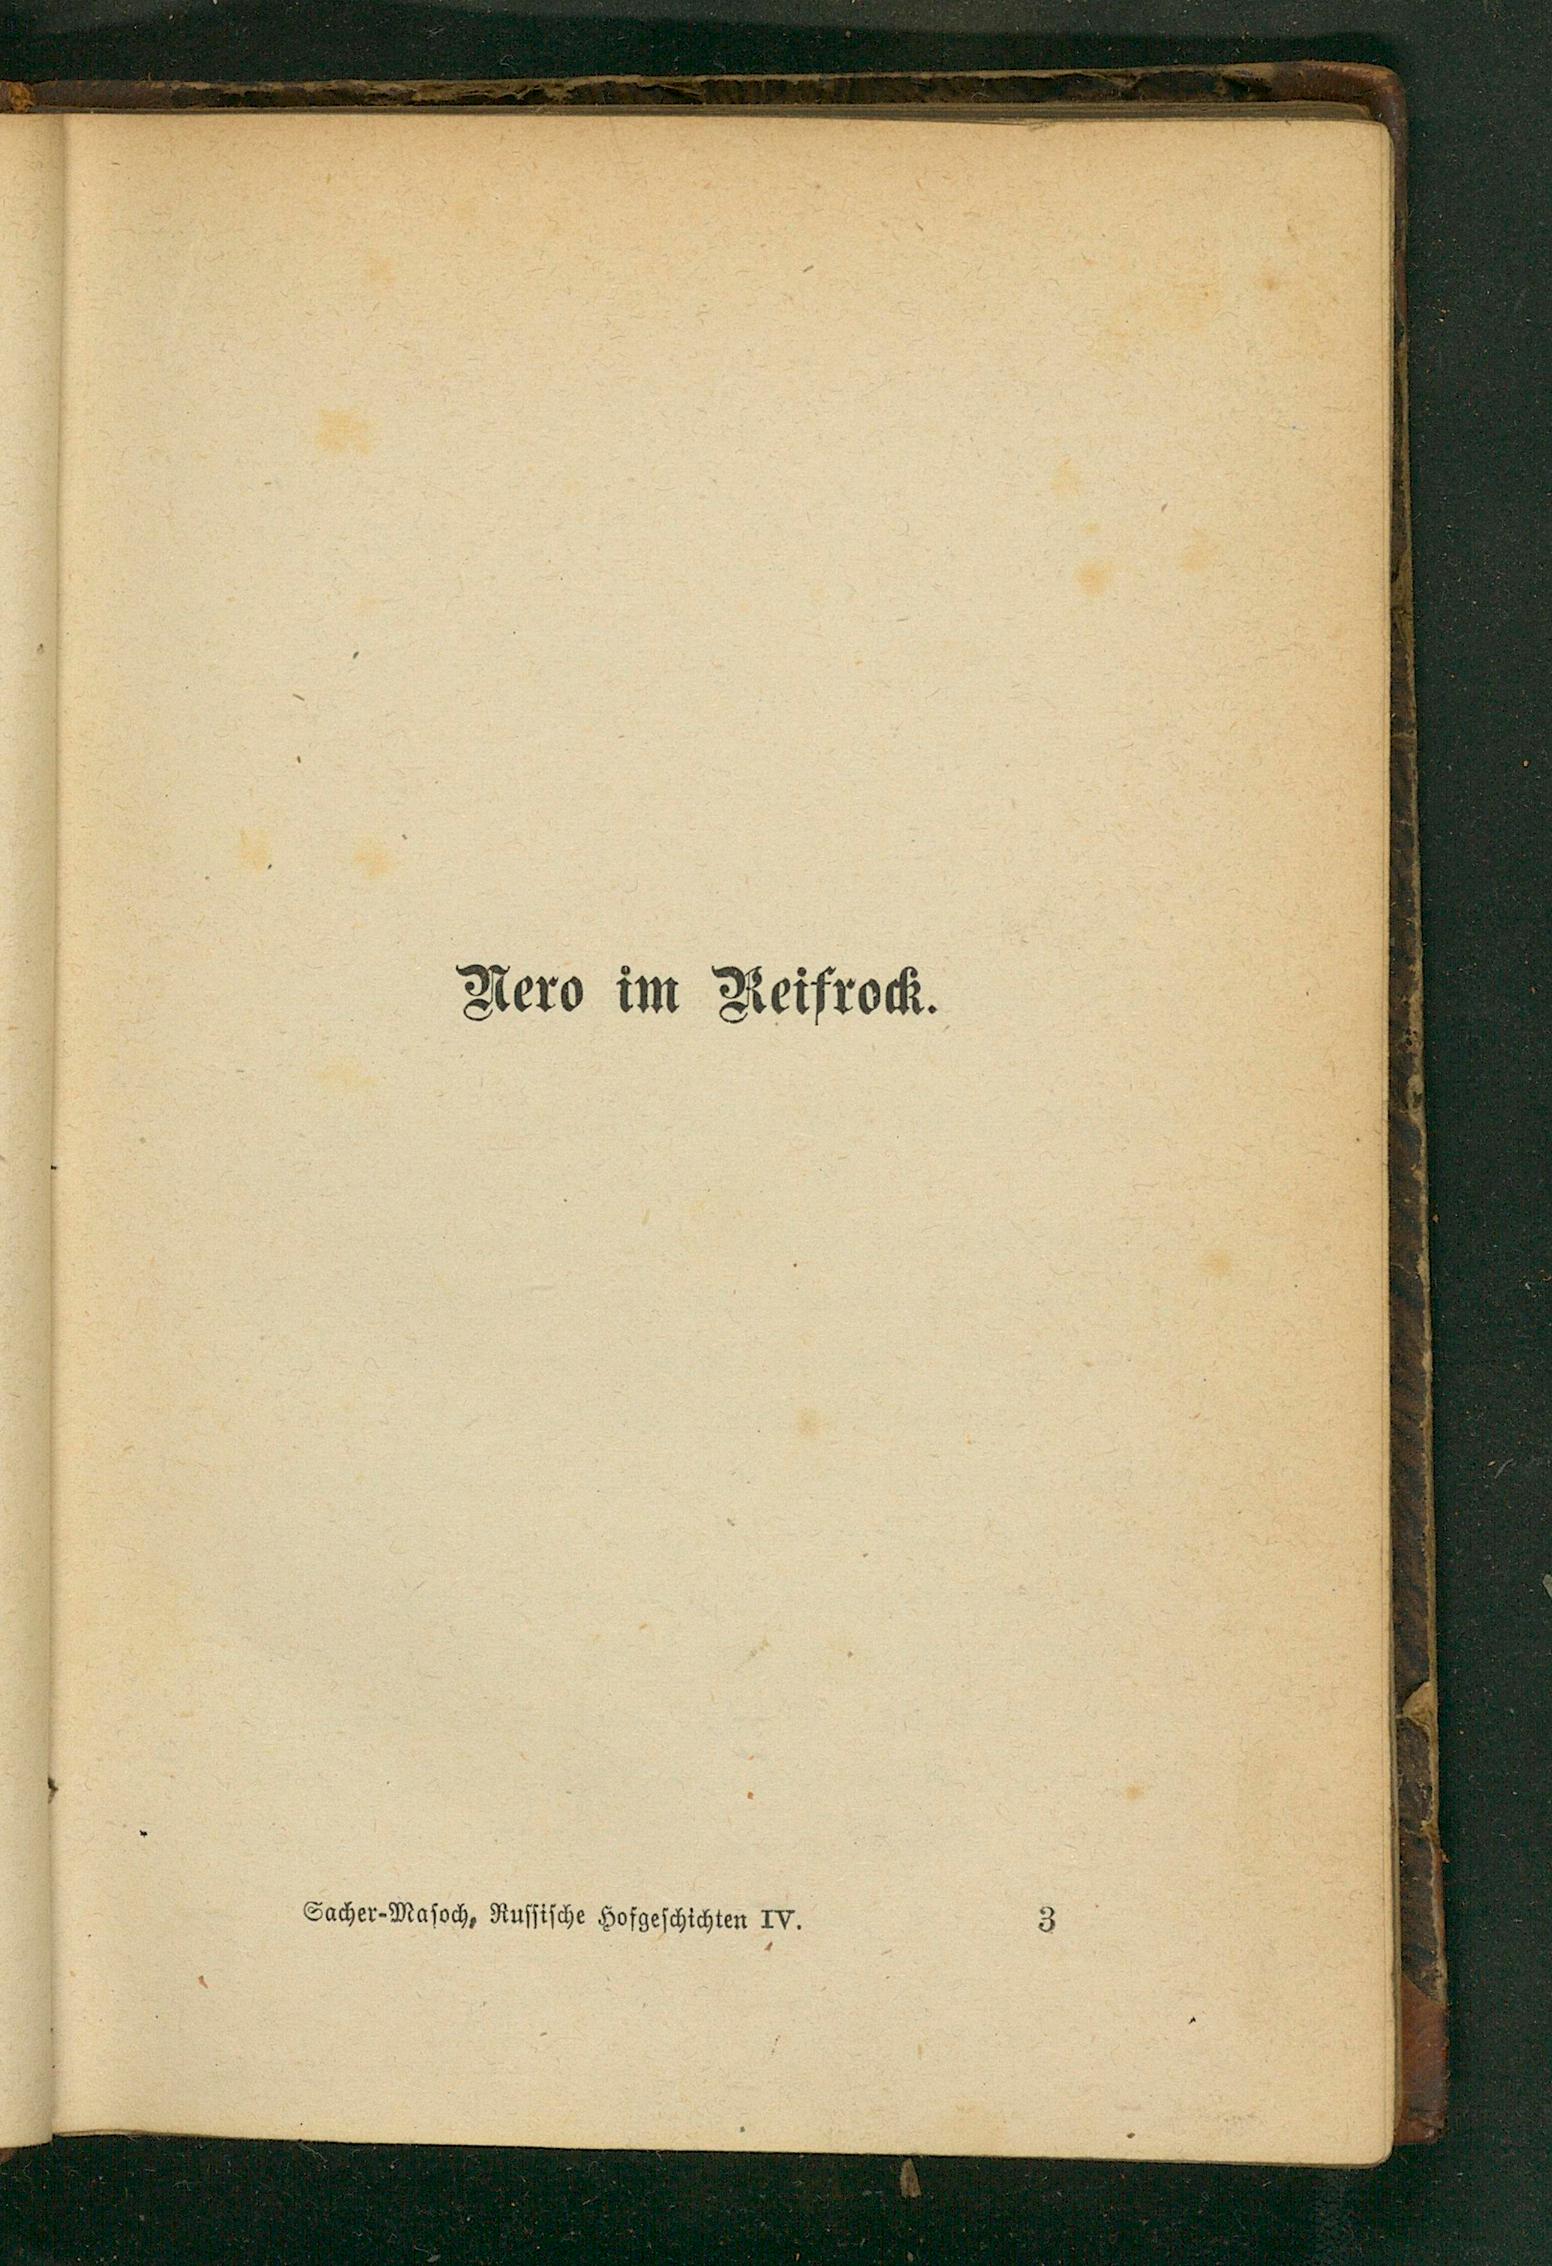 Nero im Reifrock.
Sacher-Masoch, Russische Hofgeschichten IV. 3